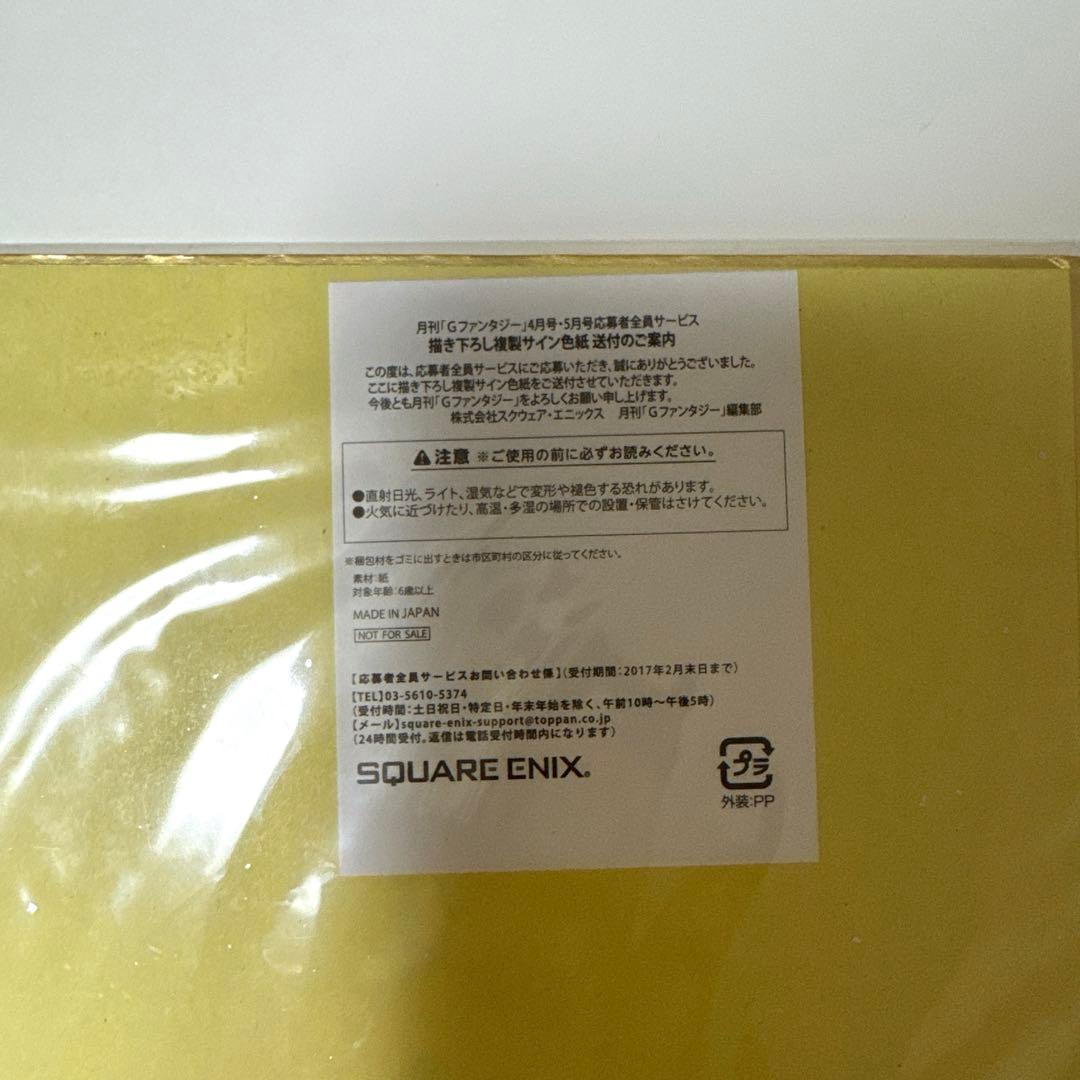 月刊「Gファンタジー」4月号・5月号応募者全員サービス
描き下ろし複製サイン色紙 送付のご案内
この度は、応募者全員サービスにご応募いただき、誠にありがとうございました。
ここに描き下ろし複製サイン色紙をご送付させていただきます。
今後とも月刊「Gファンタジー」をよろしくお願い申し上げます。
株式会社スクウェア・エニックス 月刊「Gファンタジー」編集部
注意 ※ご使用の前に必ずお読みください。
●直射日光、ライト、湿気などで変形や褪色する恐れがあります。
●火気に近づけたり、高温・多湿の場所での設置・保管はさけてください。
※梱包材をゴミに出すときは市区町村の区分に従ってください。
素材:紙
対象年齢:6歳以上
MADE IN JAPAN
NOT FOR SALE
【応募者全員サービスお問い合わせ係】(受付期間:2017年2月末日まで)
【TEL】03-5610-5374
(受付時間:土日祝日・特定日・年末年始を除く、午前10時～午後5時)
【メール】square-enix-support@toppan.co.jp
(24時間受付。返信は電話受付時間内になります)
SQUARE ENIX®
プラ
外装:PP